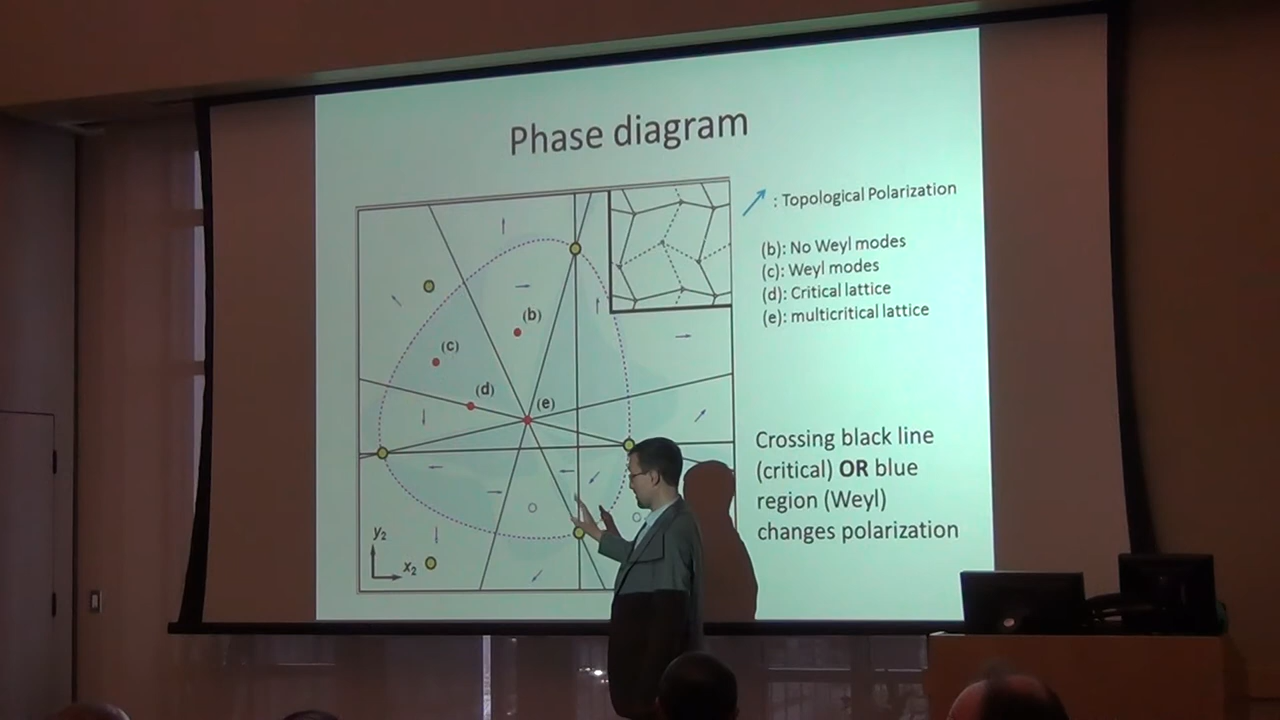 Phase diagram
: Topological Polarization
(b): No Weyl modes
(c): Weyl modes
(d): Critical lattice
(e): multicritical lattice
(b)
(c)
(d)
(e)
Crossing black line
(critical) OR blue
region (Weyl)
changes polarization
y₂
x₂